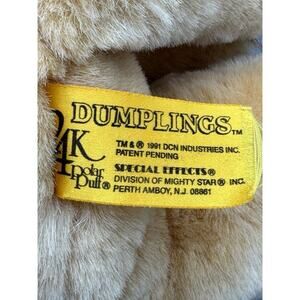 DUMPLINGS™
24K
Polar
Puff®
TM & ® 1991 DCN INDUSTRIES INC.
PATENT PENDING
SPECIAL EFFECTS®
DIVISION OF MIGHTY STAR® INC.
PERTH AMBOY, N.J. 08861